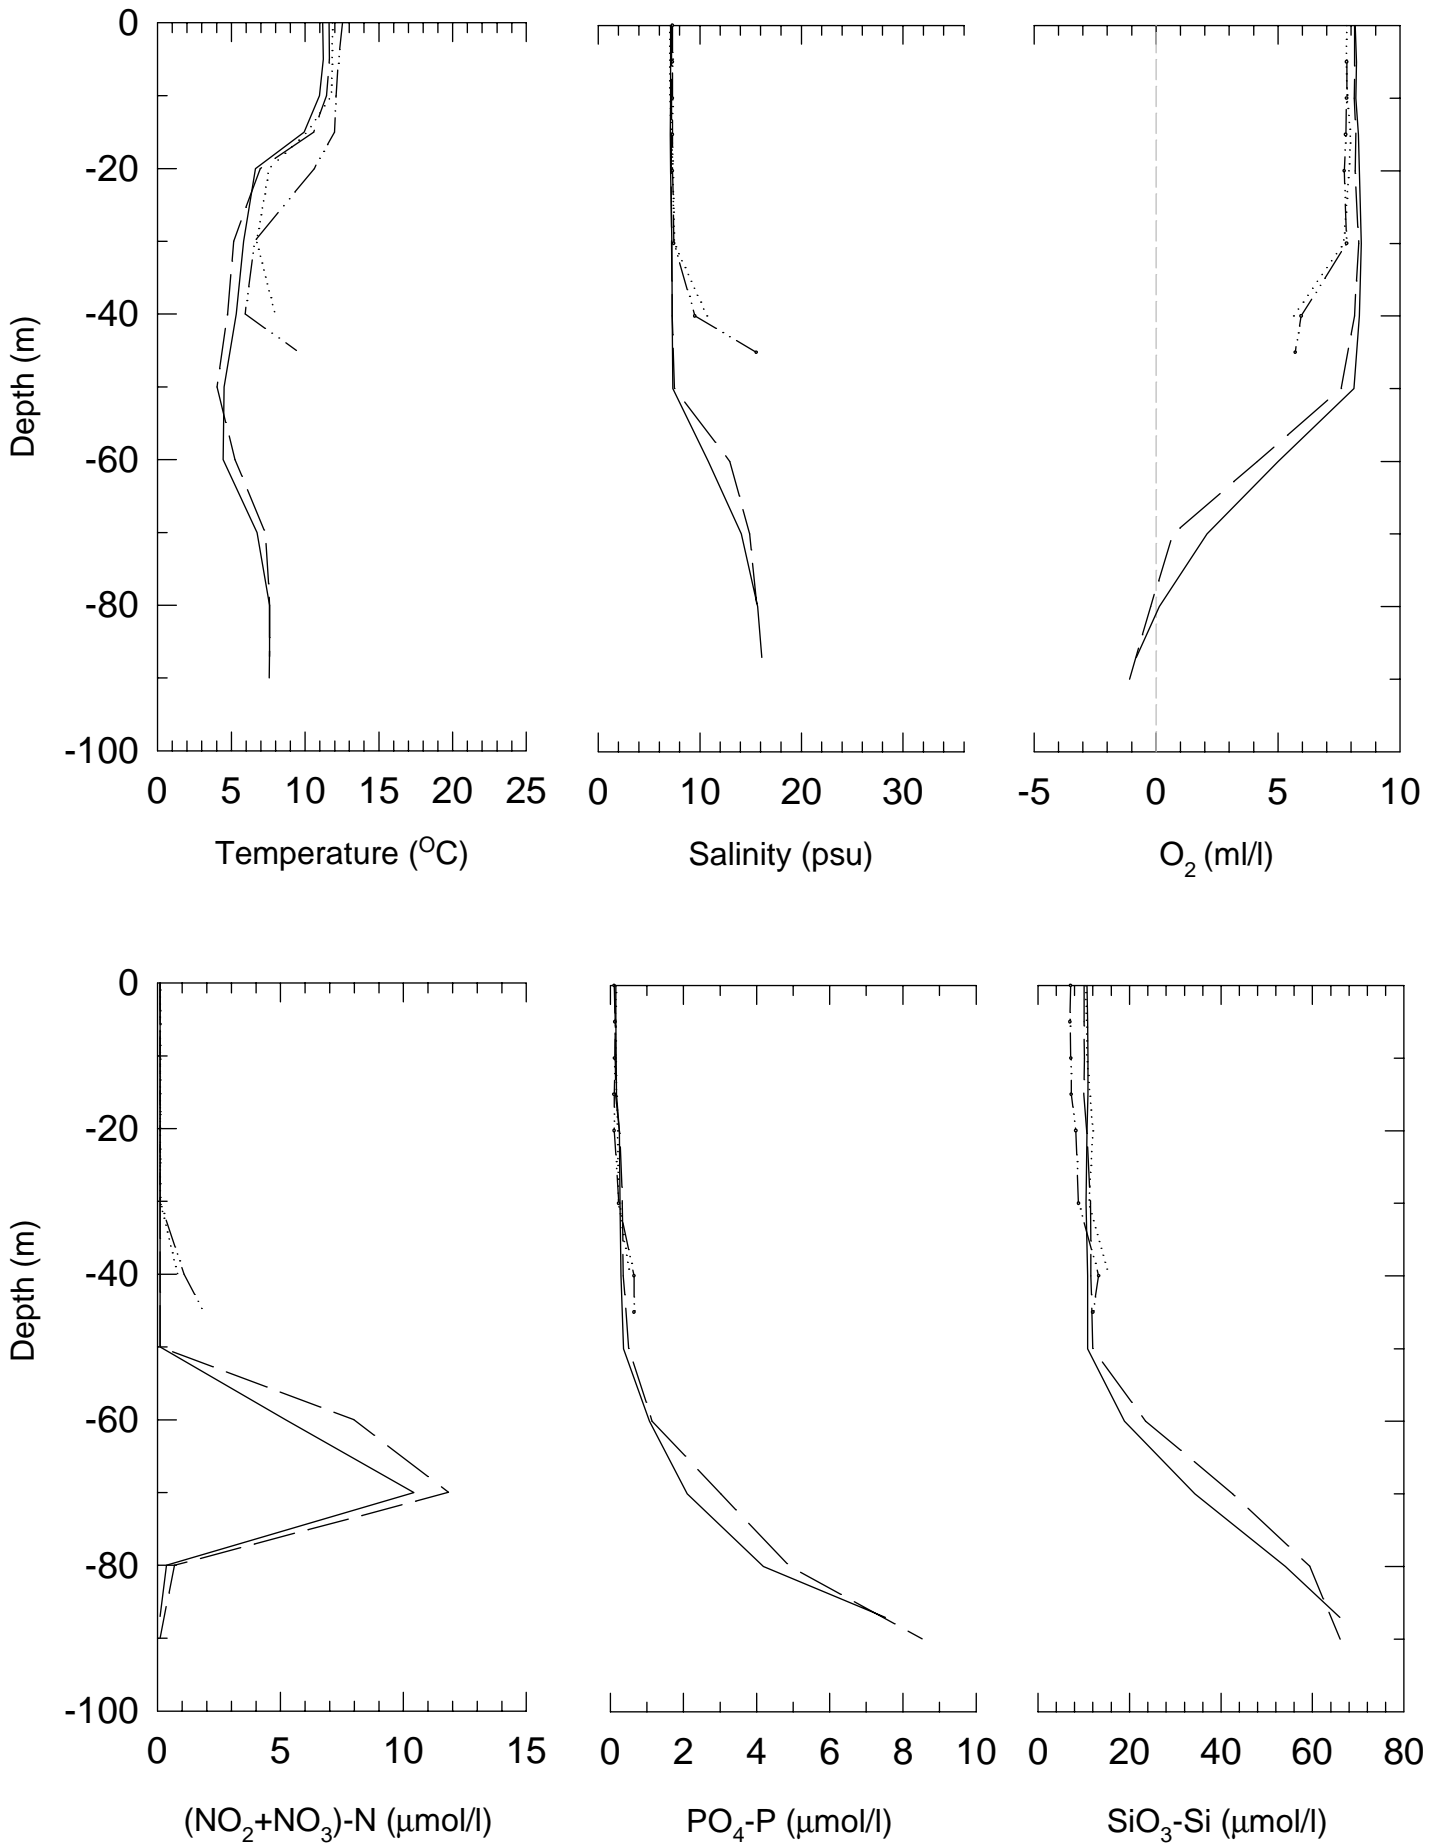 0
-20
-40
-60
-80
-100
Depth (m)
0 5 10 15 20 25
Temperature (OC)
0 10 20 30
Salinity (psu)
-5 0 5 10
O2 (ml/l)
0
-20
-40
-60
-80
-100
Depth (m)
0 5 10 15
(NO2+NO3)-N (μmol/l)
0 2 4 6 8 10
PO4-P (μmol/l)
0 20 40 60 80
SiO3-Si (μmol/l)